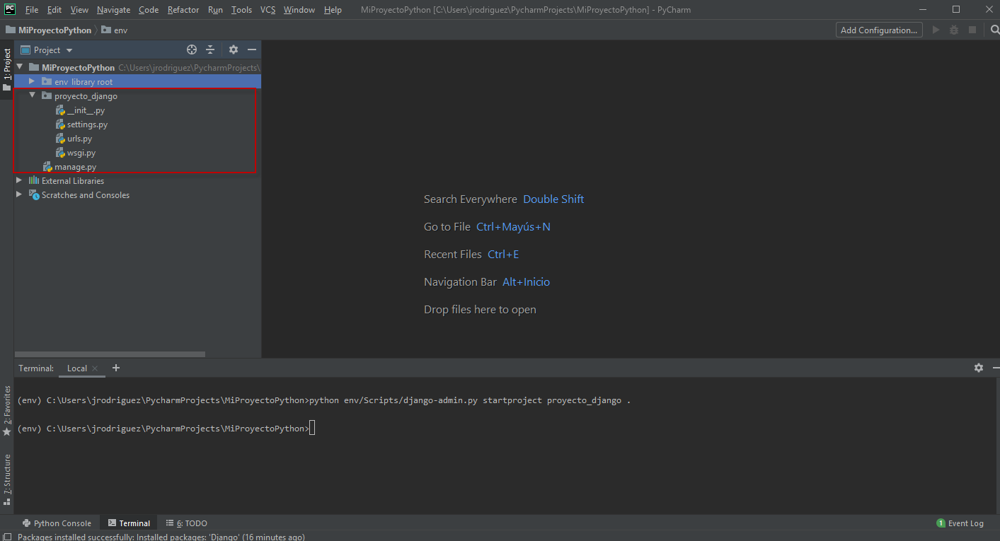 PC File Edit View Navigate Code Refactor Run Tools VCS Window Help MiProyectoPython [C:\Users\jrodriguez\PycharmProjects\MiProyectoPython] - PyCharm
MiProyectoPython env Add Configuration...
1: Project
Project
MiProyectoPython C:\Users\jrodriguez\PycharmProjects\
env library root
proyecto_django
__init__.py
settings.py
urls.py
wsgi.py
manage.py
External Libraries
Scratches and Consoles
Search Everywhere Double Shift
Go to File Ctrl+Mayús+N
Recent Files Ctrl+E
Navigation Bar Alt+Inicio
Drop files here to open
Terminal: Local
(env) C:\Users\jrodriguez\PycharmProjects\MiProyectoPython>python env/Scripts/django-admin.py startproject proyecto_django .
(env) C:\Users\jrodriguez\PycharmProjects\MiProyectoPython>
2: Favorites
7: Structure
Python Console Terminal 6: TODO 1 Event Log
Packages installed successfully: Installed packages: 'Django' (16 minutes ago)